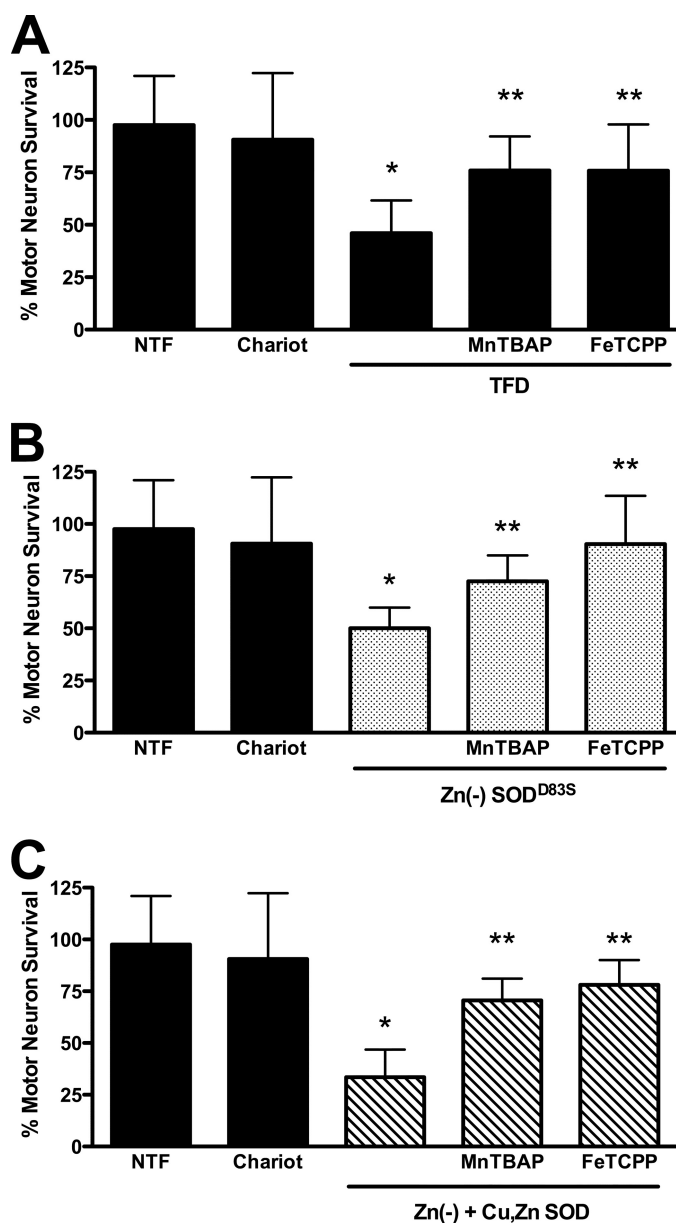 A
% Motor Neuron Survival
125
100
75
50
25
0
*
**
**
NTF
Chariot
MnTBAP
FeTCPP
TFD
B
% Motor Neuron Survival
125
100
75
50
25
0
*
**
**
NTF
Chariot
MnTBAP
FeTCPP
Zn(-) SOD^D83S
C
% Motor Neuron Survival
125
100
75
50
25
0
*
**
**
NTF
Chariot
MnTBAP
FeTCPP
Zn(-) + Cu,Zn SOD